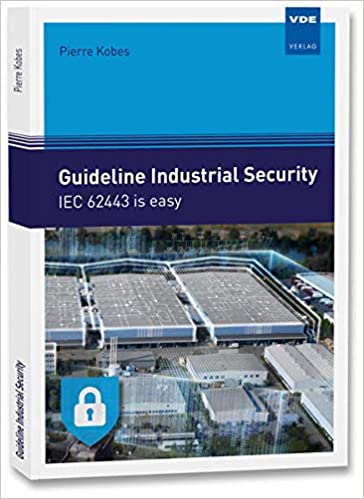 Pierre Kobes
Guideline Industrial Security
VDE
VERLAG
Pierre Kobes
Guideline Industrial Security
IEC 62443 is easy